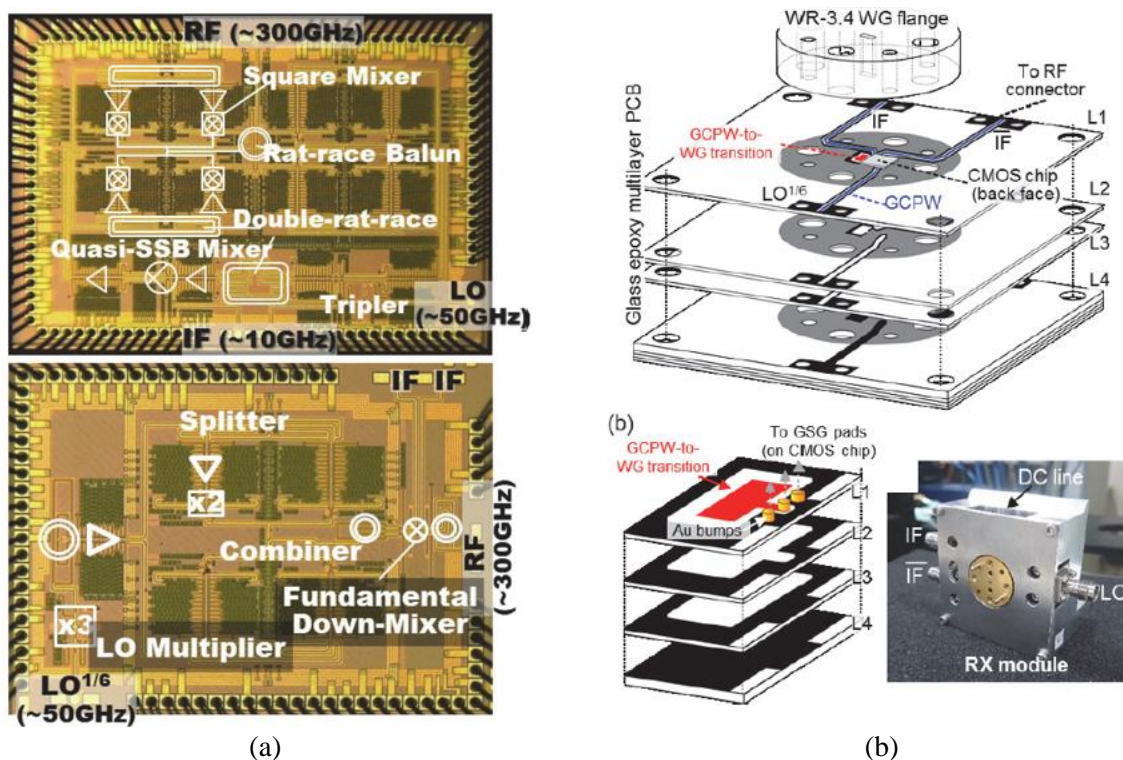 RF (~300GHz)
Square Mixer
Rat-race Balun
Double-rat-race
Quasi-SSB Mixer
Tripler
LO
(~50GHz)
IF (~10GHz)
IF IF
Splitter
x2
Combiner
RF
(~300GHz)
Fundamental
Down-Mixer
x3
LO Multiplier
LO1/6
(~50GHz)
(a)
WR-3.4 WG flange
To RF
connector
Glass epoxy multilayer PCB
IF
IF
L1
GCPW-to-
WG transition
CMOS chip
(back face)
LO1/6
GCPW
L2
L3
L4
(b)
To GSG pads
(on CMOS chip)
GCPW-to-
WG transition
L1
Au bumps
L2
L3
L4
DC line
IF
IF
LO
RX module
(b)